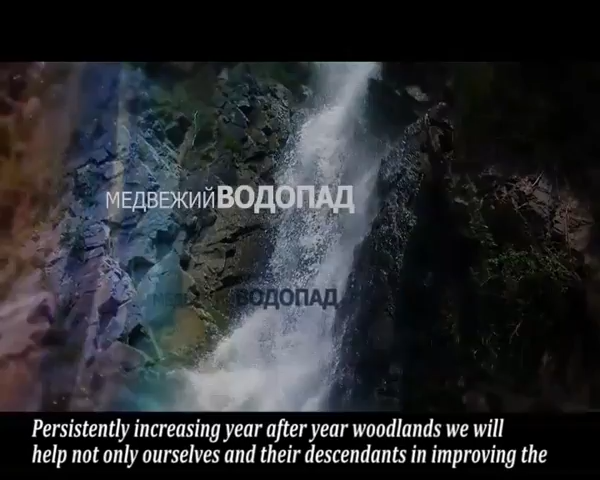 МЕДВЕЖИЙ ВОДОПАД
МЕДВЕЖИЙ ВОДОПАД
Persistently increasing year after year woodlands we will
help not only ourselves and their descendants in improving the